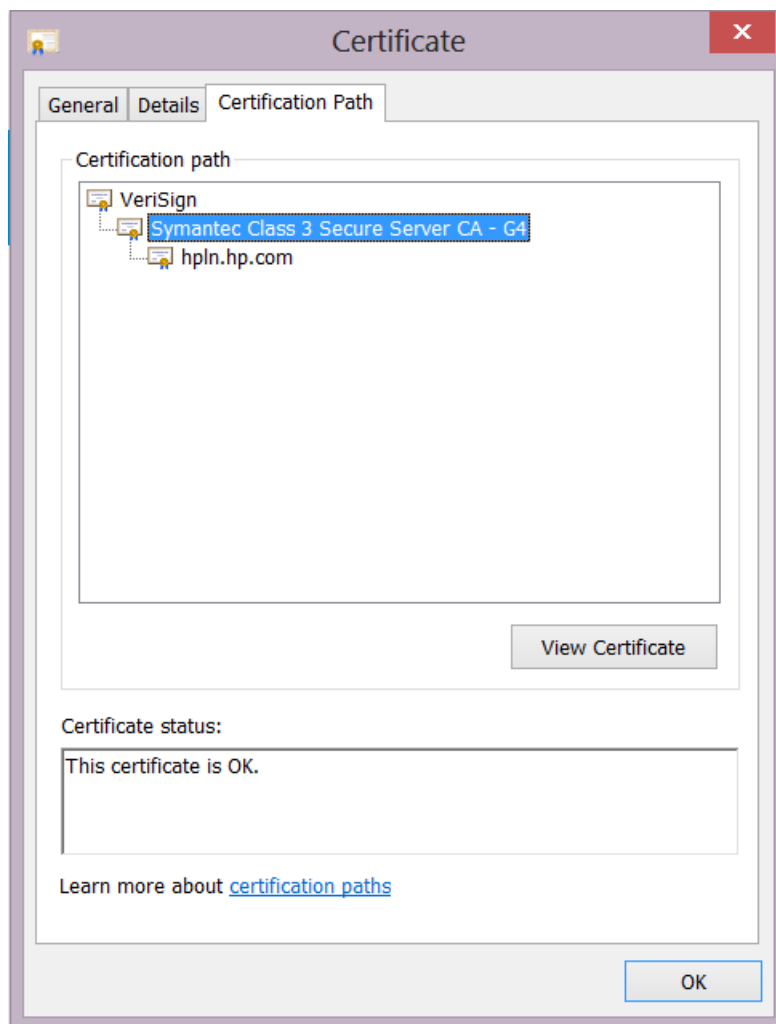 Certificate
General Details Certification Path
Certification path
VeriSign
Symantec Class 3 Secure Server CA - G4
hpln.hp.com
View Certificate
Certificate status:
This certificate is OK.
Learn more about certification paths
OK